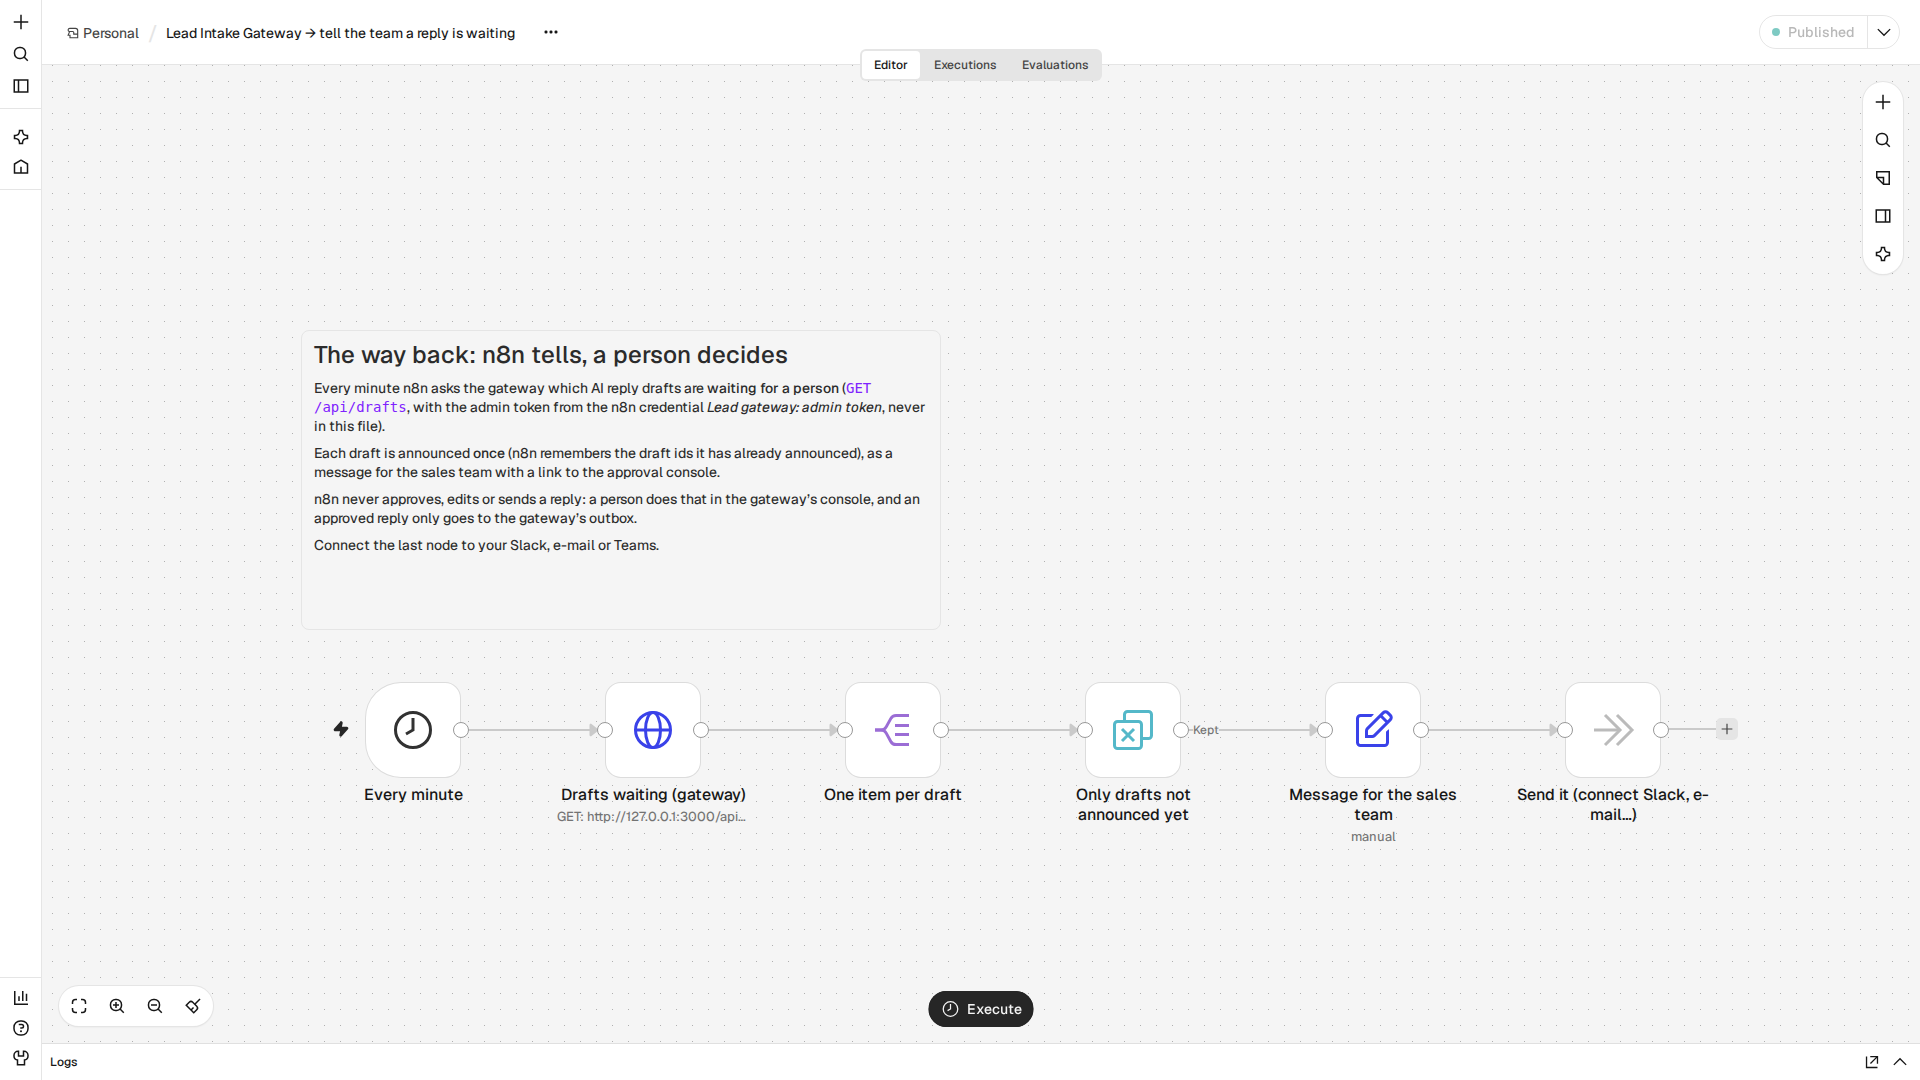 Personal / Lead Intake Gateway → tell the team a reply is waiting ...
Published
Editor Executions Evaluations
The way back: n8n tells, a person decides
Every minute n8n asks the gateway which AI reply drafts are waiting for a person (GET
/api/drafts, with the admin token from the n8n credential Lead gateway: admin token, never
in this file).
Each draft is announced once (n8n remembers the draft ids it has already announced), as a
message for the sales team with a link to the approval console.
n8n never approves, edits or sends a reply: a person does that in the gateway's console, and an
approved reply only goes to the gateway's outbox.
Connect the last node to your Slack, e-mail or Teams.
Kept
Every minute
Drafts waiting (gateway)
GET: http://127.0.0.1:3000/api...
One item per draft
Only drafts not
announced yet
Message for the sales
team
manual
Send it (connect Slack, e-
mail...)
Execute
Logs